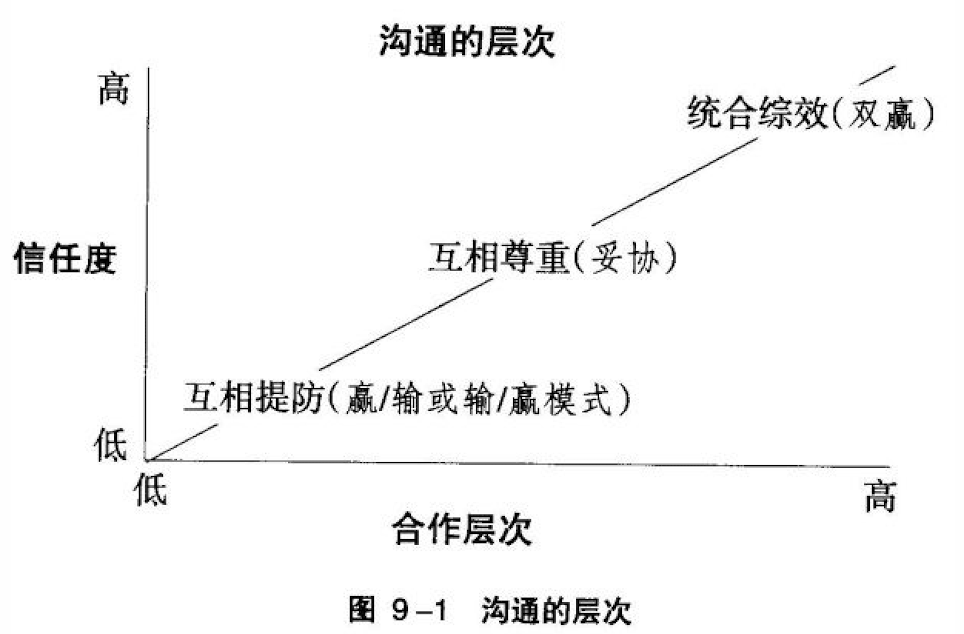 沟通的层次
高
统合综效(双赢)
信任度
互相尊重(妥协)
互相提防(赢/输或输/赢模式)
低
低
高
合作层次
图 9-1 沟通的层次